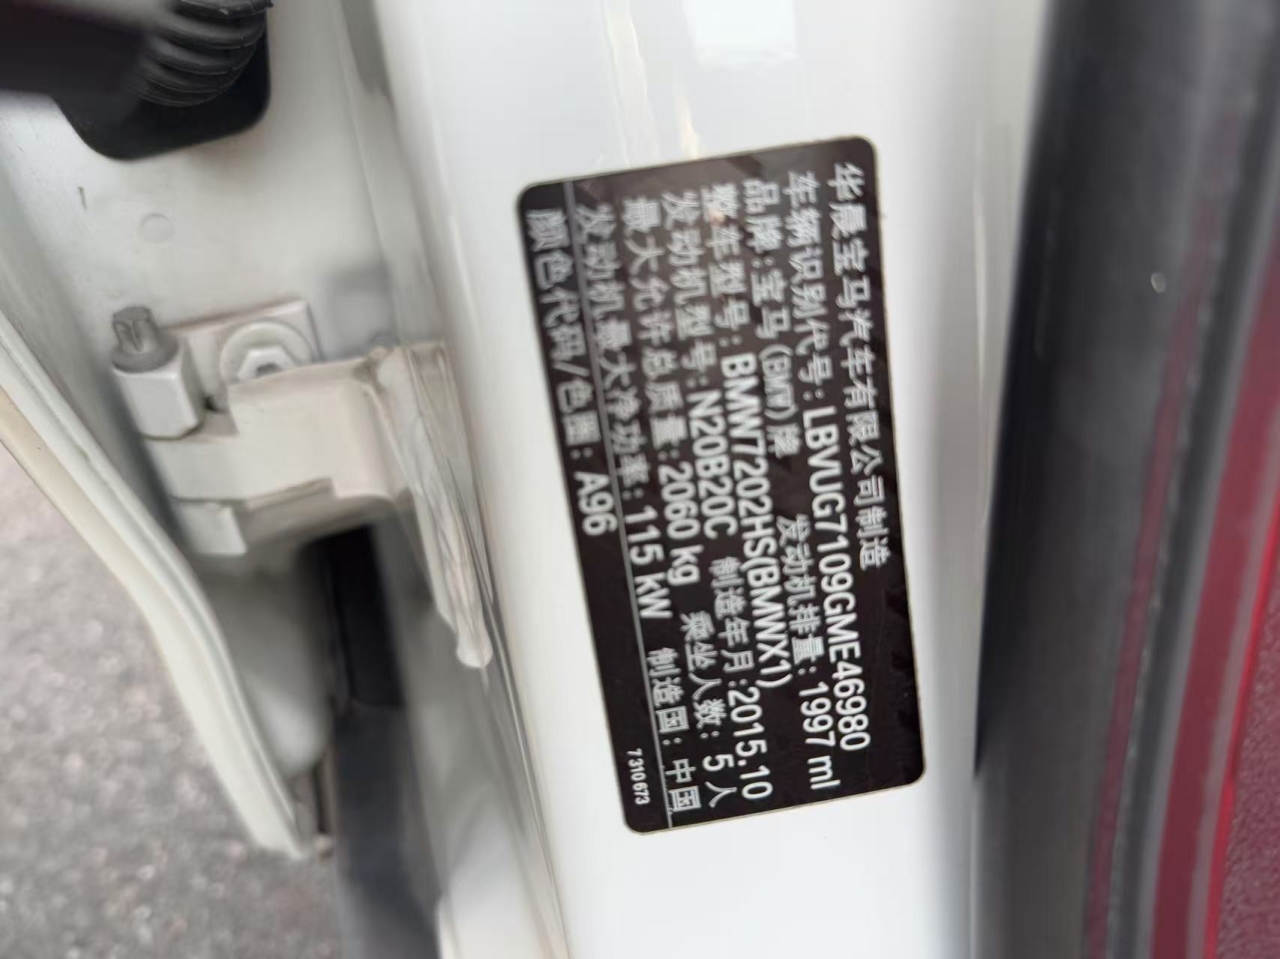 华晨宝马汽车有限公司制造
车辆识别代号: LBVUG7109GME46980
品牌: 宝马 (BMW) 牌 发动机排量: 1997 ml
整车型号: BMW7202HS(BMWX1)
发动机型号: N20B20C 制造年月: 2015.10
最大允许总质量: 2060 kg 乘坐人数: 5人
发动机最大净功率: 115 kW 制造国: 中国
颜色代码/色圈: A96
7 310 673